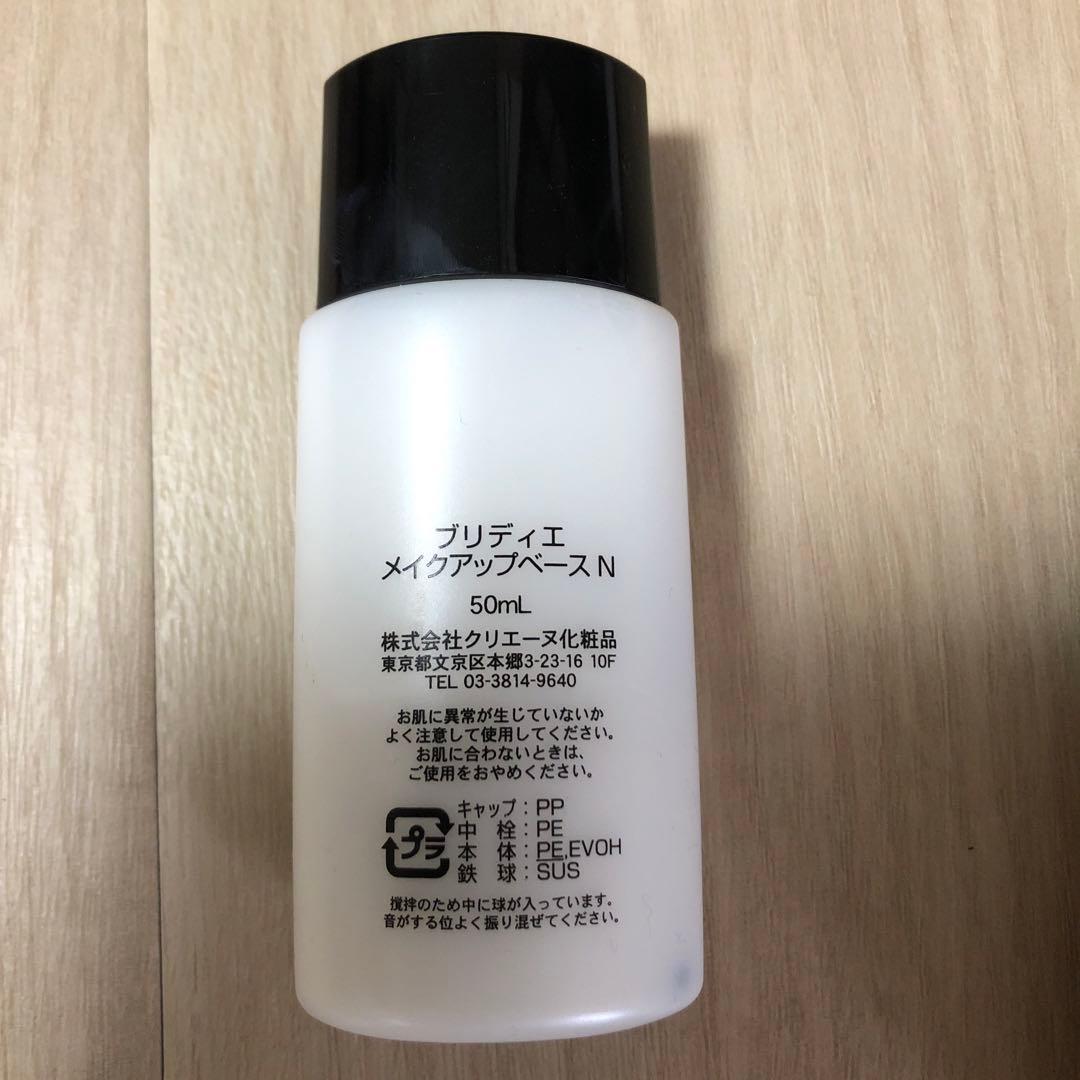 ブリディエ
メイクアップベース N
50mL
株式会社クリエーヌ化粧品
東京都文京区本郷3-23-16 10F
TEL 03-3814-9640
お肌に異常が生じていないか
よく注意して使用してください。
お肌に合わないときは、
ご使用をおやめください。
プラ
キャップ：PP
中 栓：PE
本 体：PE,EVOH
鉄 球：SUS
撹拌のため中に球が入っています。
音がする位よく振り混ぜてください。